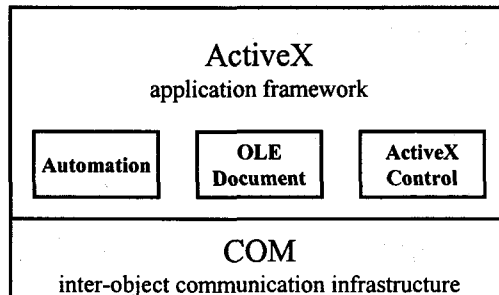 ActiveX
application framework
Automation
OLE
Document
ActiveX
Control
COM
inter-object communication infrastructure